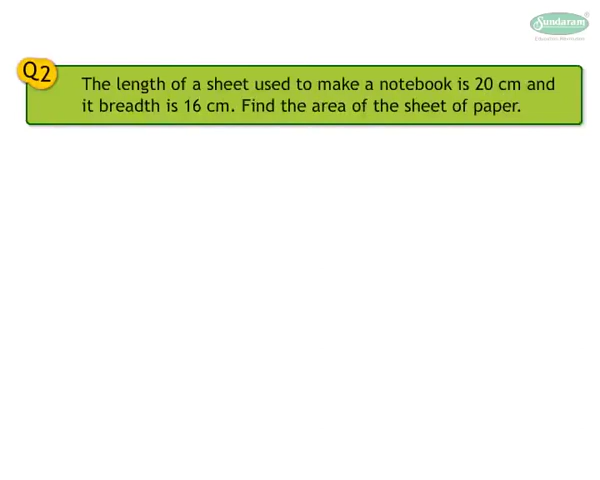 Sundaram®
Q2
The length of a sheet used to make a notebook is 20 cm and
it breadth is 16 cm. Find the area of the sheet of paper.